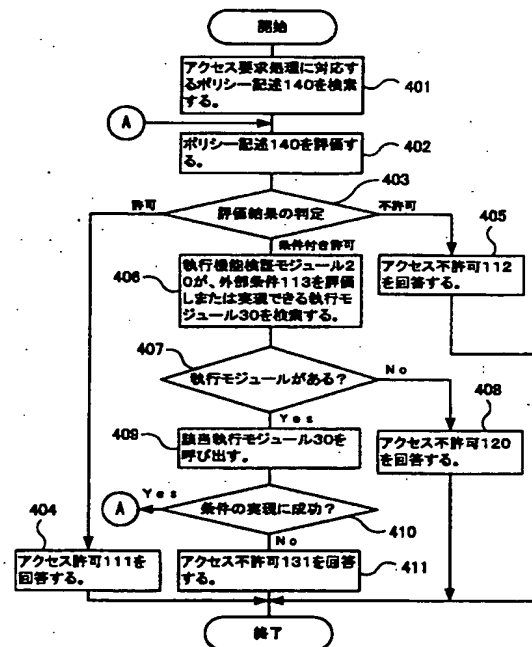 開始
アクセス要求処理に対応す
るポリシー記述140を検索
する。
401
A
ポリシー記述140を評価す
る。
402
403
許可
評価結果の判定
不許可
条件付き許可
405
406
執行機能検証モジュール2
0が、外部条件113を評価
しまたは実現できる執行モ
ジュール30を検索する。
アクセス不許可112
を回答する。
407
執行モジュールがある?
No
Yes
408
409
該当執行モジュール30を
呼び出す。
アクセス不許可120
を回答する。
A
Yes
条件の実現に成功?
410
404
No
アクセス許可111を
回答する。
アクセス不許可131を回答
する。
411
終了